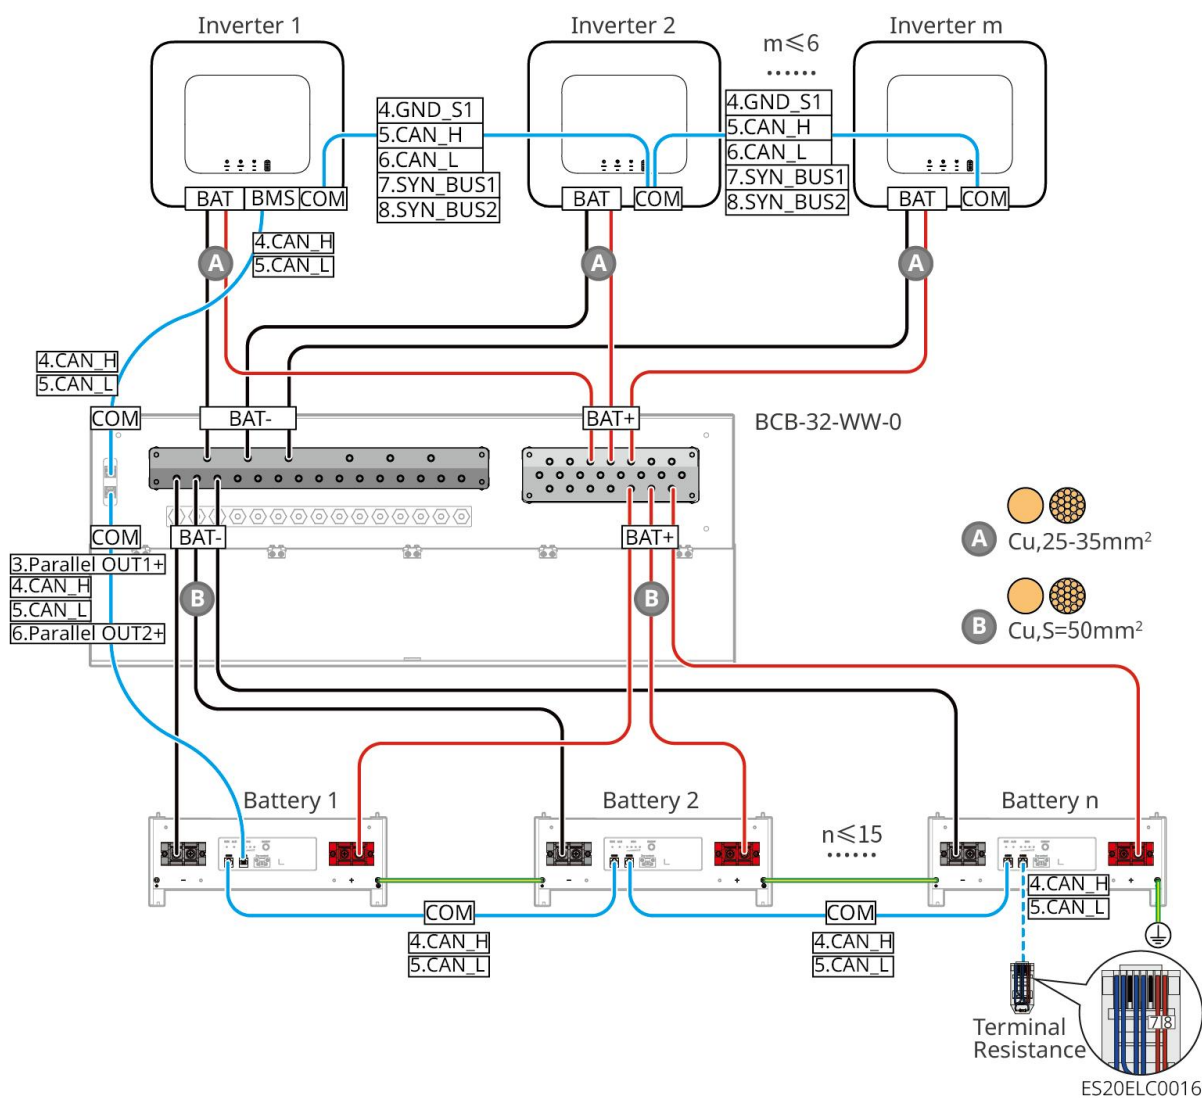 Inverter 1
Inverter 2
Inverter m
m≤6
......
4.GND_S1
5.CAN_H
6.CAN_L
7.SYN_BUS1
8.SYN_BUS2
4.GND_S1
5.CAN_H
6.CAN_L
7.SYN_BUS1
8.SYN_BUS2
BAT
BMS
COM
BAT
COM
BAT
COM
4.CAN_H
5.CAN_L
A
A
A
4.CAN_H
5.CAN_L
COM
BAT-
BAT+
BCB-32-WW-0
COM
BAT-
BAT+
3.Parallel OUT1+
4.CAN_H
5.CAN_L
6.Parallel OUT2+
B
B
A
Cu,25-35mm²
B
Cu,S=50mm²
Battery 1
Battery 2
Battery n
n≤15
......
-
+
-
+
-
+
4.CAN_H
5.CAN_L
COM
4.CAN_H
5.CAN_L
COM
4.CAN_H
5.CAN_L
7 8
Terminal
Resistance
ES20ELC0016